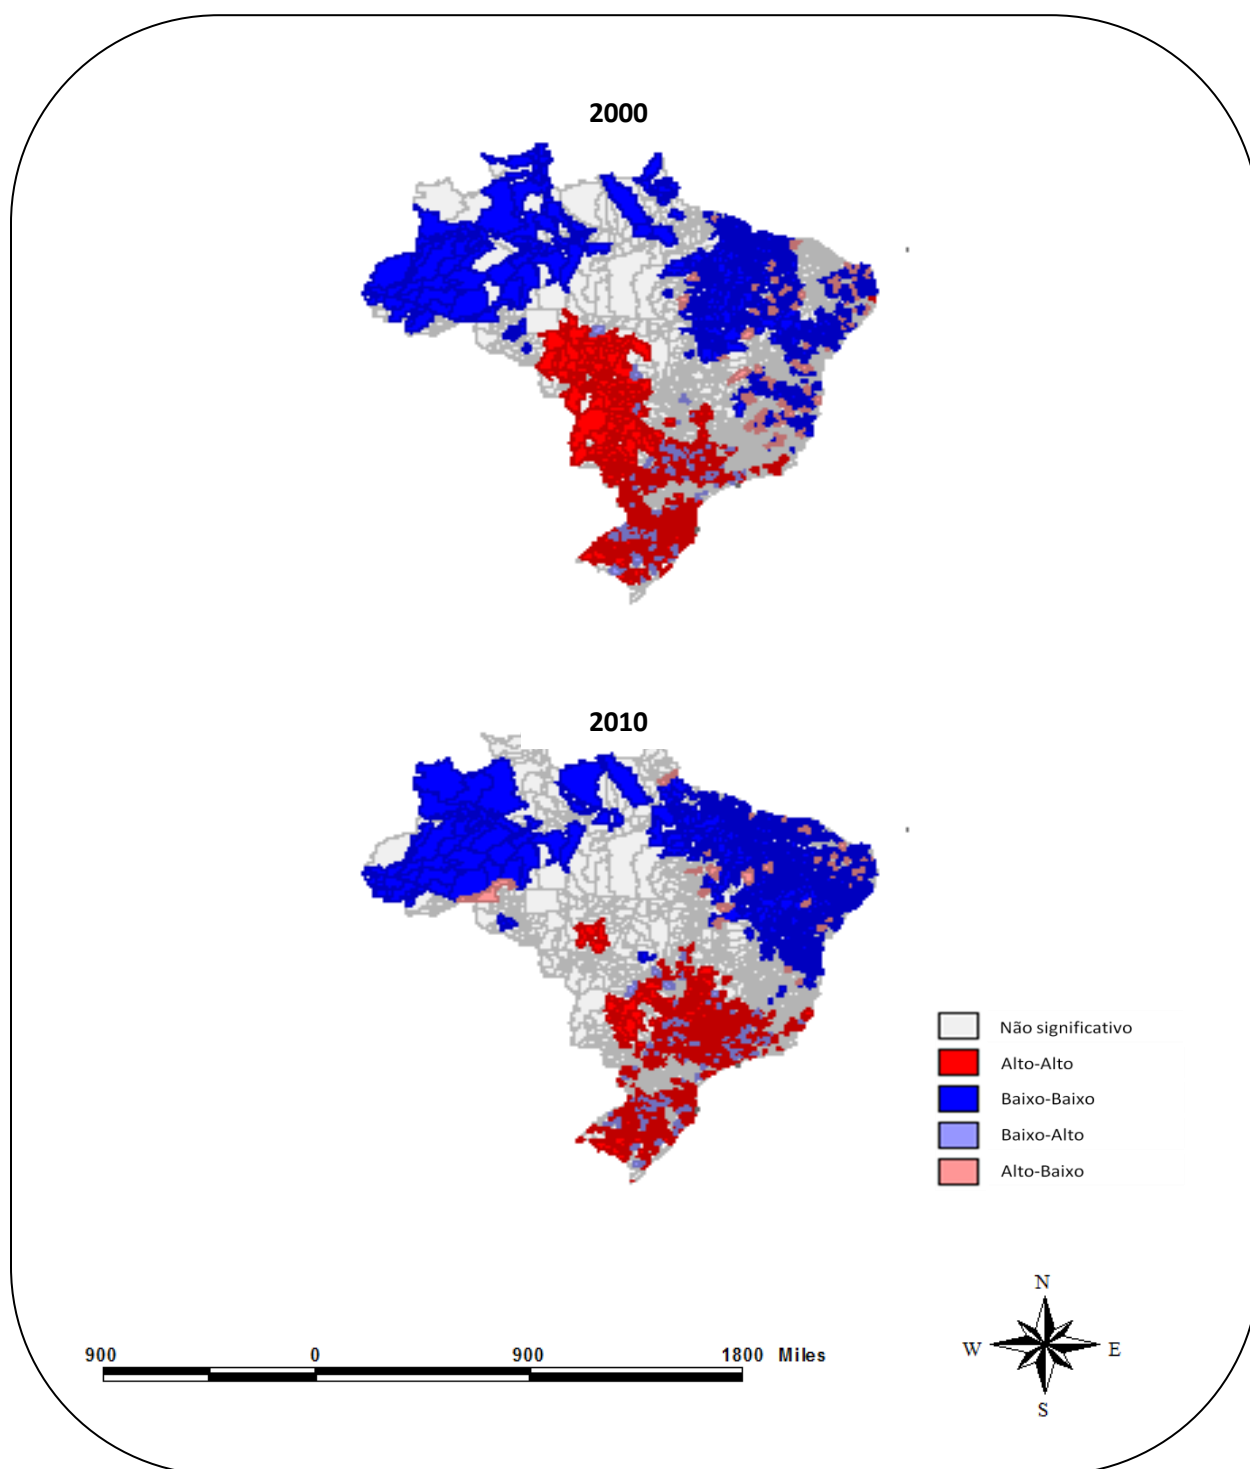 2000
2010
Não significativo
Alto-Alto
Baixo-Baixo
Baixo-Alto
Alto-Baixo
N
W
E
S
900 0 900 1800 Miles